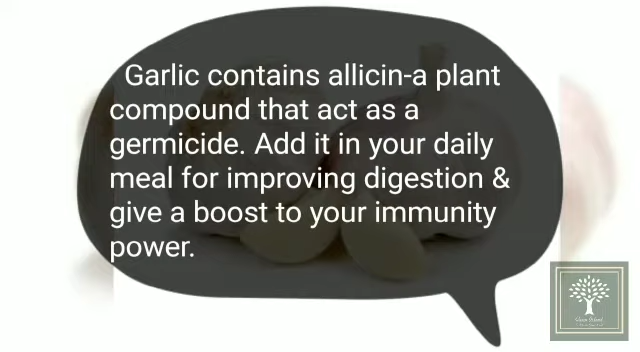 Garlic contains allicin-a plant
compound that act as a
germicide. Add it in your daily
meal for improving digestion &
give a boost to your immunity
power.